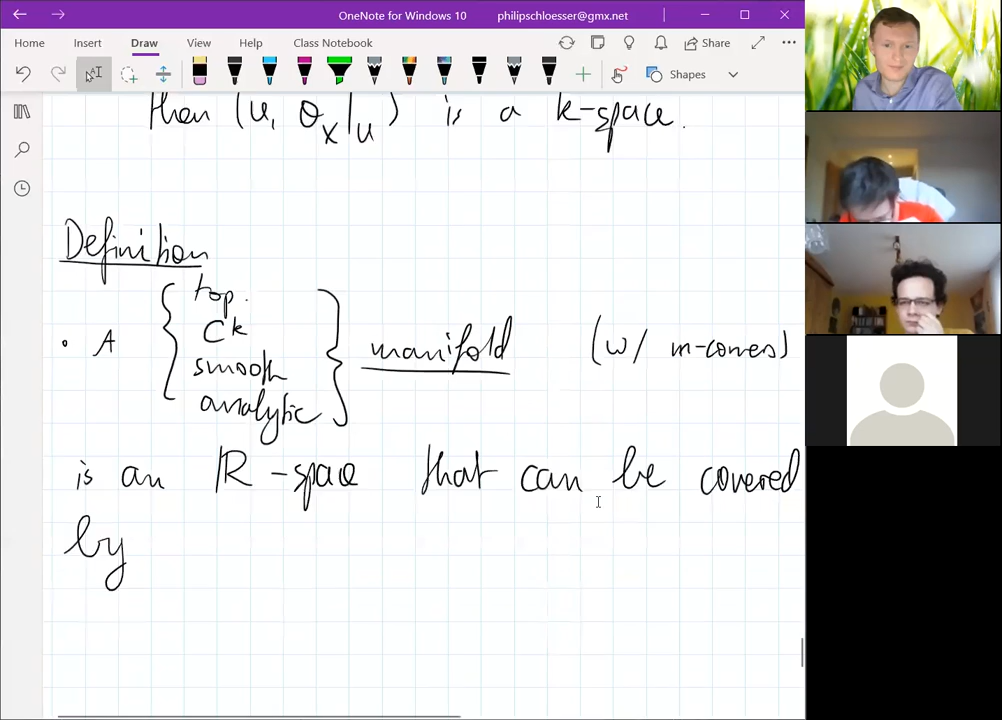 OneNote for Windows 10 philipschloesser@gmx.net
Home Insert Draw View Help Class Notebook Share
Shapes
then (U, O_X|_U) is a k-space.
Definition
• A { top. C^k smooth analytic } manifold (w/ m-corners)
is an ℝ-space that can be covered
by